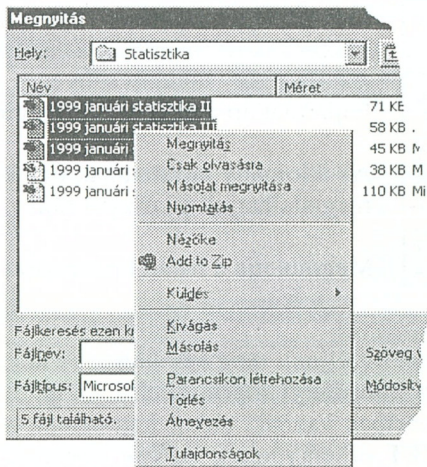 Megnyitás
Hely: Statisztika
Név Méret
1999 januári statisztika II 71 KB
1999 januári statisztika III 58 KB
1999 januári 45 KB
1999 januári 38 KB M
1999 januári 110 KB Mi
Megnyitás
Csak olvasásra
Másolat megnyitása
Nyomtatás
Nézőke
Add to Zip
Küldés
Kivágás
Másolás
Parancsikon létrehozása
Törlés
Átnevezés
Tulajdonságok
Fájlkeresés ezen
Fájlnév: Szöveg
Fájltípus: Microsof
5 fájl található.